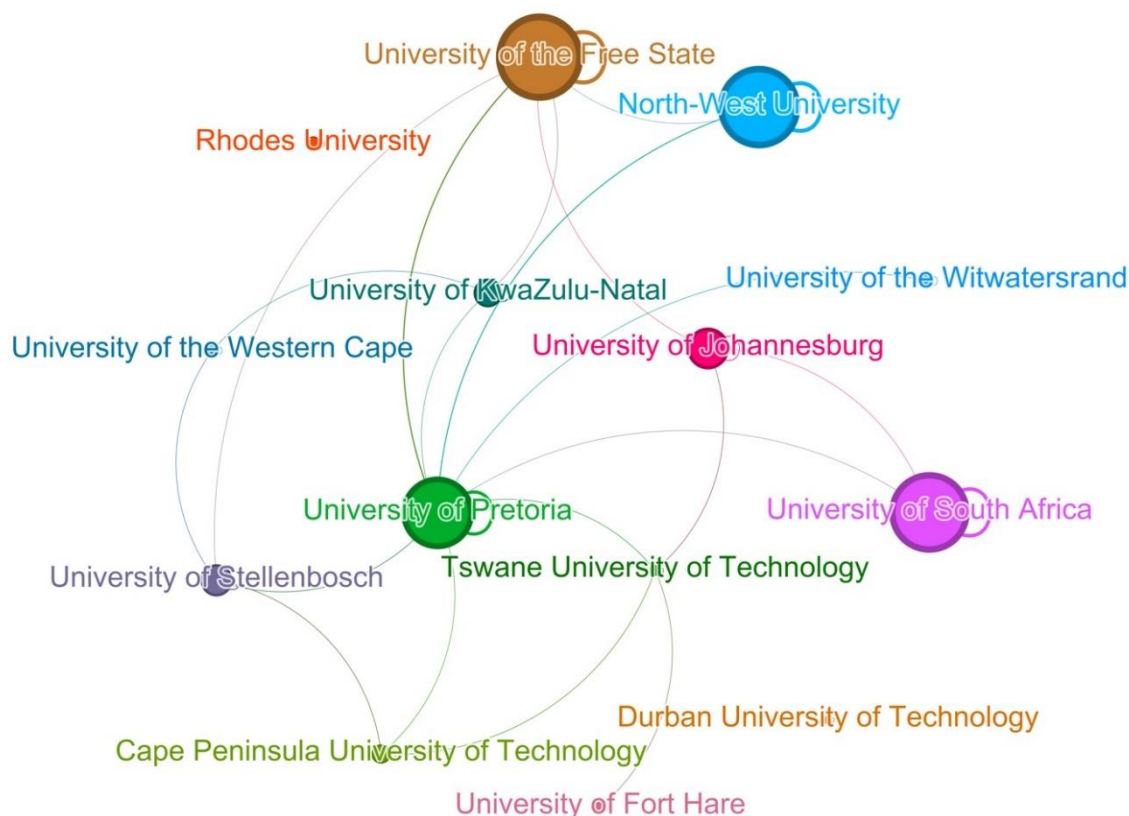 University of the Free State
North-West University
Rhodes University
University of the Witwatersrand
University of KwaZulu-Natal
University of Johannesburg
University of the Western Cape
University of Pretoria
University of South Africa
Tswane University of Technology
University of Stellenbosch
Durban University of Technology
Cape Peninsula University of Technology
University of Fort Hare